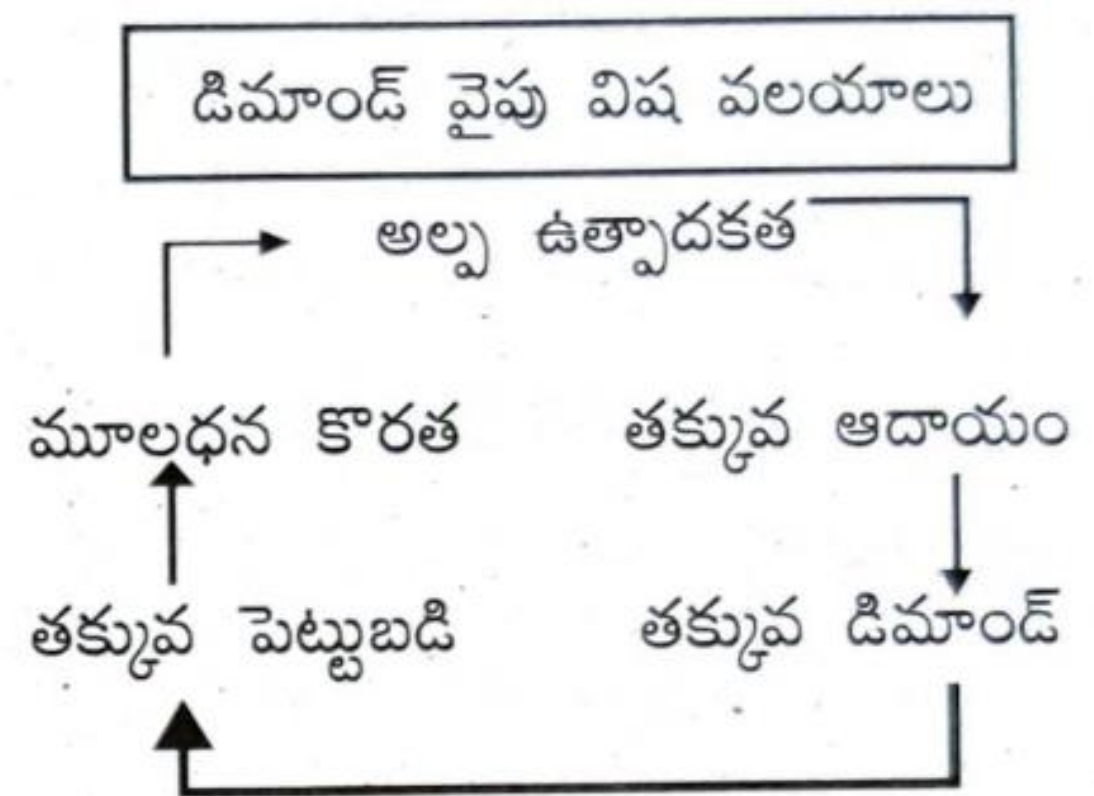 డిమాండ్ వైపు విష వలయాలు
అల్ప ఉత్పాదకత
మూలధన కొరత తక్కువ ఆదాయం
తక్కువ పెట్టుబడి తక్కువ డిమాండ్